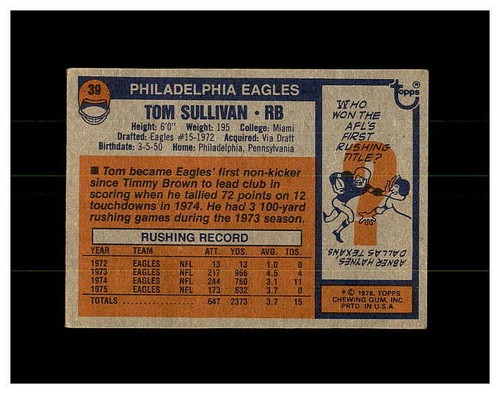 39
PHILADELPHIA EAGLES
TOM SULLIVAN • RB
Height: 6'0" Weight: 195 College: Miami
Drafted: Eagles #15-1972 Acquired: Via Draft
Birthdate: 3-5-50 Home: Philadelphia, Pennsylvania
■ Tom became Eagles' first non-kicker
since Timmy Brown to lead club in
scoring when he tallied 72 points on 12
touchdowns in 1974. He had 3 100-yard
rushing games during the 1973 season.
RUSHING RECORD
YEAR TEAM ATT. YDS. AVG. TDS.
1972 EAGLES NFL 13 13 1.0 0
1973 EAGLES NFL 217 968 4.5 4
1974 EAGLES NFL 244 760 3.1 11
1975 EAGLES NFL 173 632 3.7 0
TOTALS 647 2373 3.7 15
topps®
WHO
WON THE
AFL'S
FIRST
RUSHING
TITLE?
ABNER HAYNES
DALLAS TEXANS.
* © 1976, TOPPS
CHEWING GUM, INC.
PRTD. IN U.S.A.